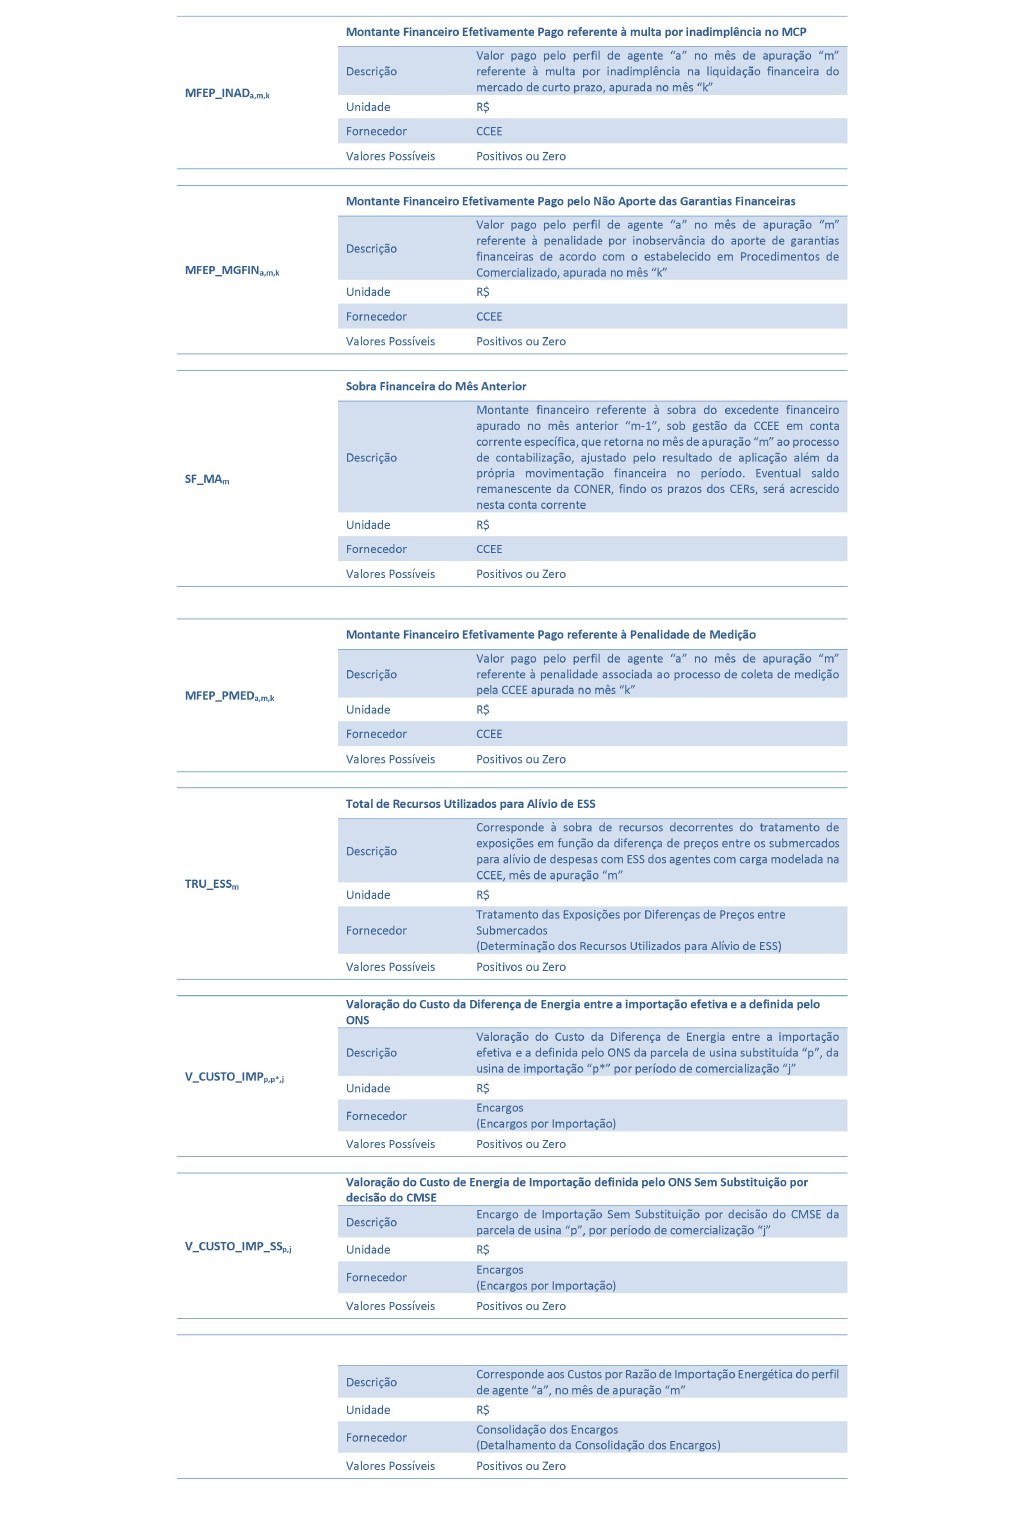 Montante Financeiro Efetivamente Pago referente à multa por inadimplência no MCP
MFEP_INADa,m,k
Descrição
Valor pago pelo perfil de agente “a” no mês de apuração “m”
referente à multa por inadimplência na liquidação financeira do
mercado de curto prazo, apurada no mês “k”
Unidade R$
Fornecedor CCEE
Valores Possíveis Positivos ou Zero
Montante Financeiro Efetivamente Pago pelo Não Aporte das Garantias Financeiras
MFEP_MGFINa,m,k
Descrição
Valor pago pelo perfil de agente “a” no mês de apuração “m”
referente à penalidade por inobservância do aporte de garantias
financeiras de acordo com o estabelecido em Procedimentos de
Comercializado, apurada no mês “k”
Unidade R$
Fornecedor CCEE
Valores Possíveis Positivos ou Zero
Sobra Financeira do Mês Anterior
SF_MAm
Descrição
Montante financeiro referente à sobra do excedente financeiro
apurado no mês anterior “m-1”, sob gestão da CCEE em conta
corrente específica, que retorna no mês de apuração “m” ao processo
de contabilização, ajustado pelo resultado de aplicação além da
própria movimentação financeira no período. Eventual saldo
remanescente da CONER, findo os prazos dos CERs, será acrescido
nesta conta corrente
Unidade R$
Fornecedor CCEE
Valores Possíveis Positivos ou Zero
Montante Financeiro Efetivamente Pago referente à Penalidade de Medição
MFEP_PMEDa,m,k
Descrição
Valor pago pelo perfil de agente “a” no mês de apuração “m”
referente à penalidade associada ao processo de coleta de medição
pela CCEE apurada no mês “k”
Unidade R$
Fornecedor CCEE
Valores Possíveis Positivos ou Zero
Total de Recursos Utilizados para Alívio de ESS
TRU_ESSm
Descrição
Corresponde à sobra de recursos decorrentes do tratamento de
exposições em função da diferença de preços entre os submercados
para alívio de despesas com ESS dos agentes com carga modelada na
CCEE, mês de apuração “m”
Unidade R$
Fornecedor
Tratamento das Exposições por Diferenças de Preços entre
Submercados
(Determinação dos Recursos Utilizados para Alívio de ESS)
Valores Possíveis Positivos ou Zero
Valoração do Custo da Diferença de Energia entre a importação efetiva e a definida pelo
ONS
V_CUSTO_IMPp,p*,j
Descrição
Valoração do Custo da Diferença de Energia entre a importação
efetiva e a definida pelo ONS da parcela de usina substituída “p”, da
usina de importação “p*” por período de comercialização “j”
Unidade R$
Fornecedor
Encargos
(Encargos por Importação)
Valores Possíveis Positivos ou Zero
Valoração do Custo de Energia de Importação definida pelo ONS Sem Substituição por
decisão do CMSE
V_CUSTO_IMP_SSp,j
Descrição
Encargo de Importação Sem Substituição por decisão do CMSE da
parcela de usina “p”, por período de comercialização “j”
Unidade R$
Fornecedor
Encargos
(Encargos por Importação)
Valores Possíveis Positivos ou Zero
Descrição
Corresponde aos Custos por Razão de Importação Energética do perfil
de agente “a”, no mês de apuração “m”
Unidade R$
Fornecedor
Consolidação dos Encargos
(Detalhamento da Consolidação dos Encargos)
Valores Possíveis Positivos ou Zero